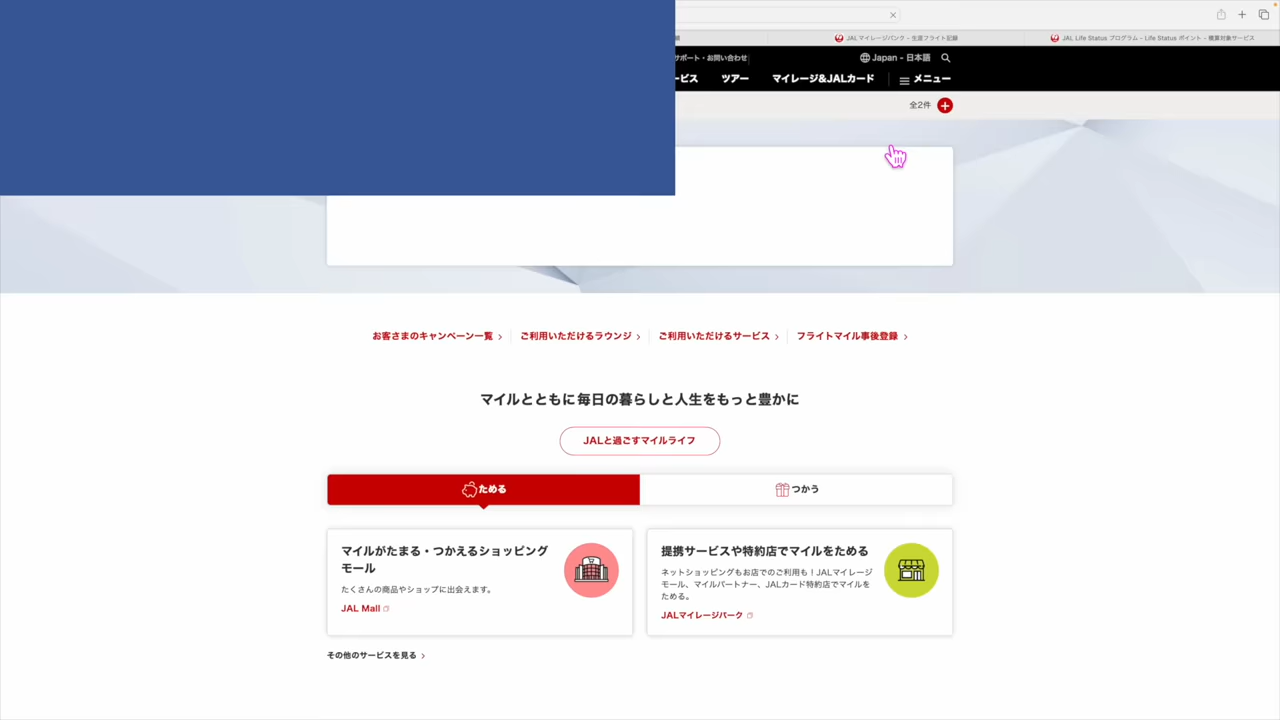 JALマイレージバンク - 生涯フライト記録
JAL Life Status プログラム - Life Status ポイント - 積算対象サービス
サポート・お問い合わせ
Japan - 日本語
ービス
ツアー
マイレージ&JALカード
メニュー
全2件
お客さまのキャンペーン一覧
ご利用いただけるラウンジ
ご利用いただけるサービス
フライトマイル事後登録
マイルとともに毎日の暮らしと人生をもっと豊かに
JALと過ごすマイルライフ
ためる
つかう
マイルがたまる・つかえるショッピング
モール
たくさんの商品やショップに出会えます。
JAL Mall
提携サービスや特約店でマイルをためる
ネットショッピングもお店でのご利用も！JALマイレージ
モール、マイルパートナー、JALカード特約店でマイルを
ためる。
JALマイレージパーク
その他のサービスを見る